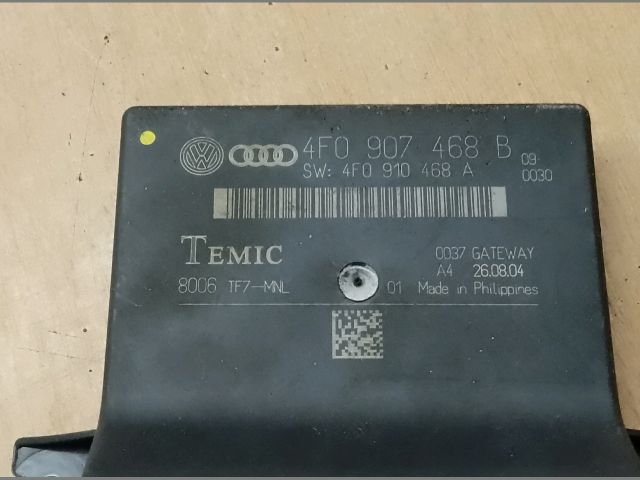 4F0 907 468 B
SW: 4F0 910 468 A
09-
0030
TEMIC
0037 GATEWAY
A4 26.08.04
8006 TF7-MNL 01 Made in Philippines